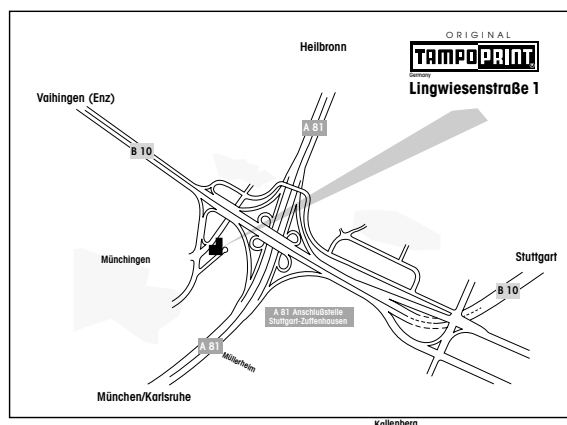 Heilbronn
ORIGINAL
TAMPOPRINT
Germany
Lingwiesenstraße 1
Vaihingen (Enz)
A 81
B 10
Münchingen
Stuttgart
B 10
A 81 Anschlußstelle
Stuttgart-Zuffenhausen
A 81
Müllerheim
München/Karlsruhe
Kallenberg